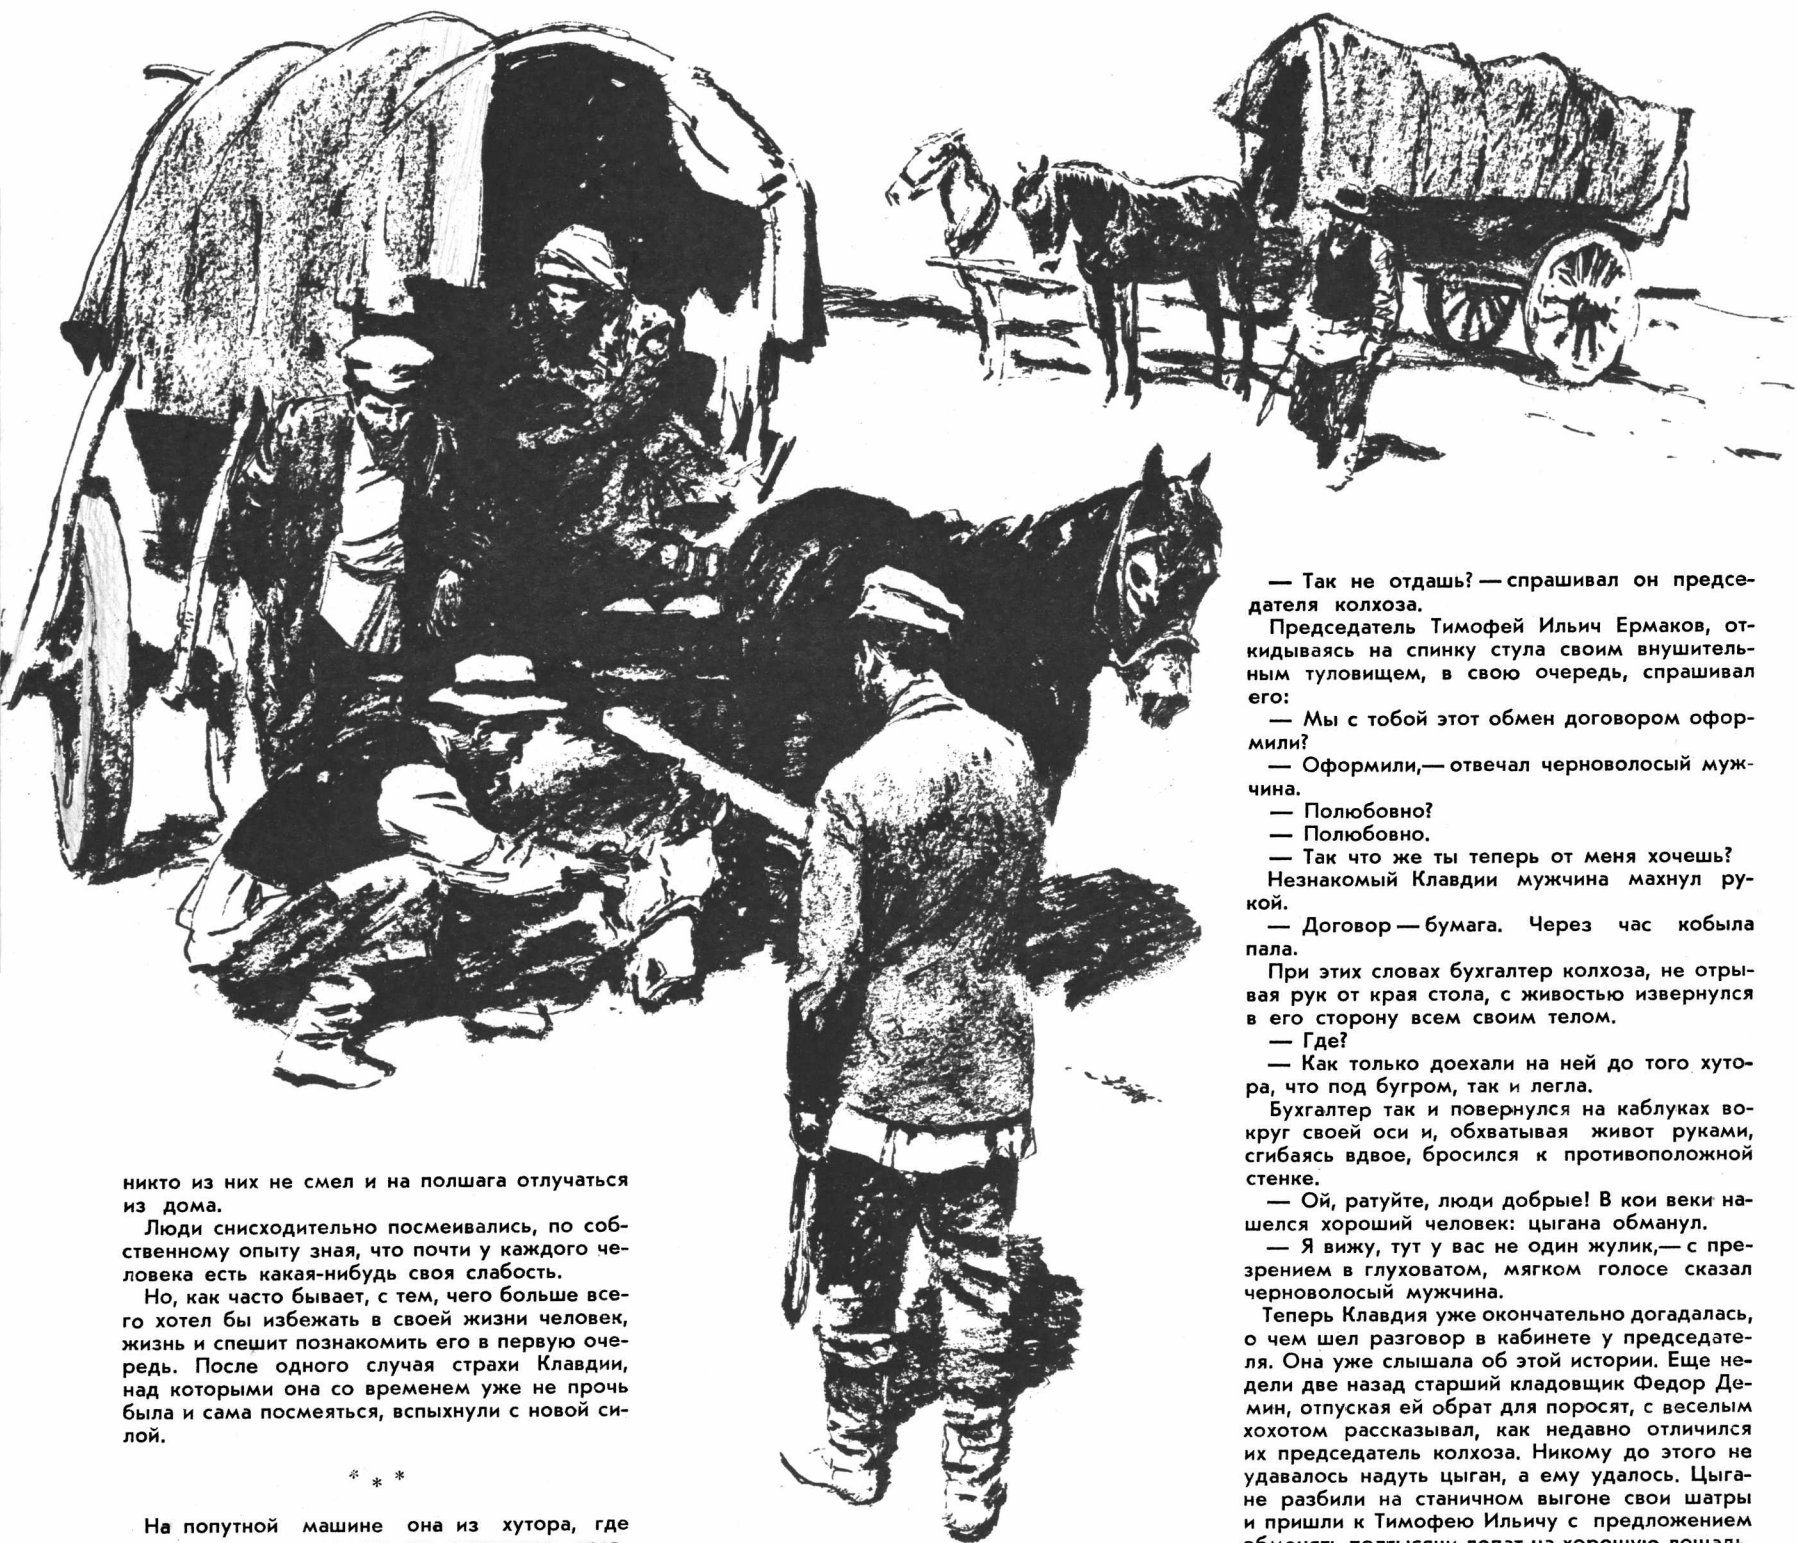 никто из них не смел и на полшага отлучаться
из дома.
Люди снисходительно посмеивались, по соб-
ственному опыту зная, что почти у каждого че-
ловека есть какая-нибудь своя слабость.
Но, как часто бывает, с тем, чего больше все-
го хотел бы избежать в своей жизни человек,
жизнь и спешит познакомить его в первую оче-
редь. После одного случая страхи Клавдии,
над которыми она со временем уже не прочь
была и сама посмеяться, вспыхнули с новой си-
лой.
* * *
На попутной машине она из хутора, где
— Так не отдашь? — спрашивал он предсе-
дателя колхоза.
Председатель Тимофей Ильич Ермаков, от-
кидываясь на спинку стула своим внушитель-
ным туловищем, в свою очередь, спрашивал
его:
— Мы с тобой этот обмен договором офор-
мили?
— Оформили,— отвечал черноволосый муж-
чина.
— Полюбовно?
— Полюбовно.
— Так что же ты теперь от меня хочешь?
Незнакомый Клавдии мужчина махнул ру-
кой.
— Договор — бумага. Через час кобыла
пала.
При этих словах бухгалтер колхоза, не отры-
вая рук от края стола, с живостью извернулся
в его сторону всем своим телом.
— Где?
— Как только доехали на ней до того хуто-
ра, что под бугром, так и легла.
Бухгалтер так и повернулся на каблуках во-
круг своей оси и, обхватывая живот руками,
сгибаясь вдвое, бросился к противоположной
стенке.
— Ой, ратуйте, люди добрые! В кои веки на-
шелся хороший человек: цыгана обманул.
— Я вижу, тут у вас не один жулик,— с пре-
зрением в глуховатом, мягком голосе сказал
черноволосый мужчина.
Теперь Клавдия уже окончательно догадалась,
о чем шел разговор в кабинете у председате-
ля. Она уже слышала об этой истории. Еще не-
дели две назад старший кладовщик Федор Де-
мин, отпуская ей обрат для поросят, с веселым
хохотом рассказывал, как недавно отличился
их председатель колхоза. Никому до этого не
удавалось надуть цыган, а ему удалось. Цыга-
не разбили на станичном выгоне свои шатры
и пришли к Тимофею Ильичу с предложением
обменять полтысячи лопат на хорошую лошадь.